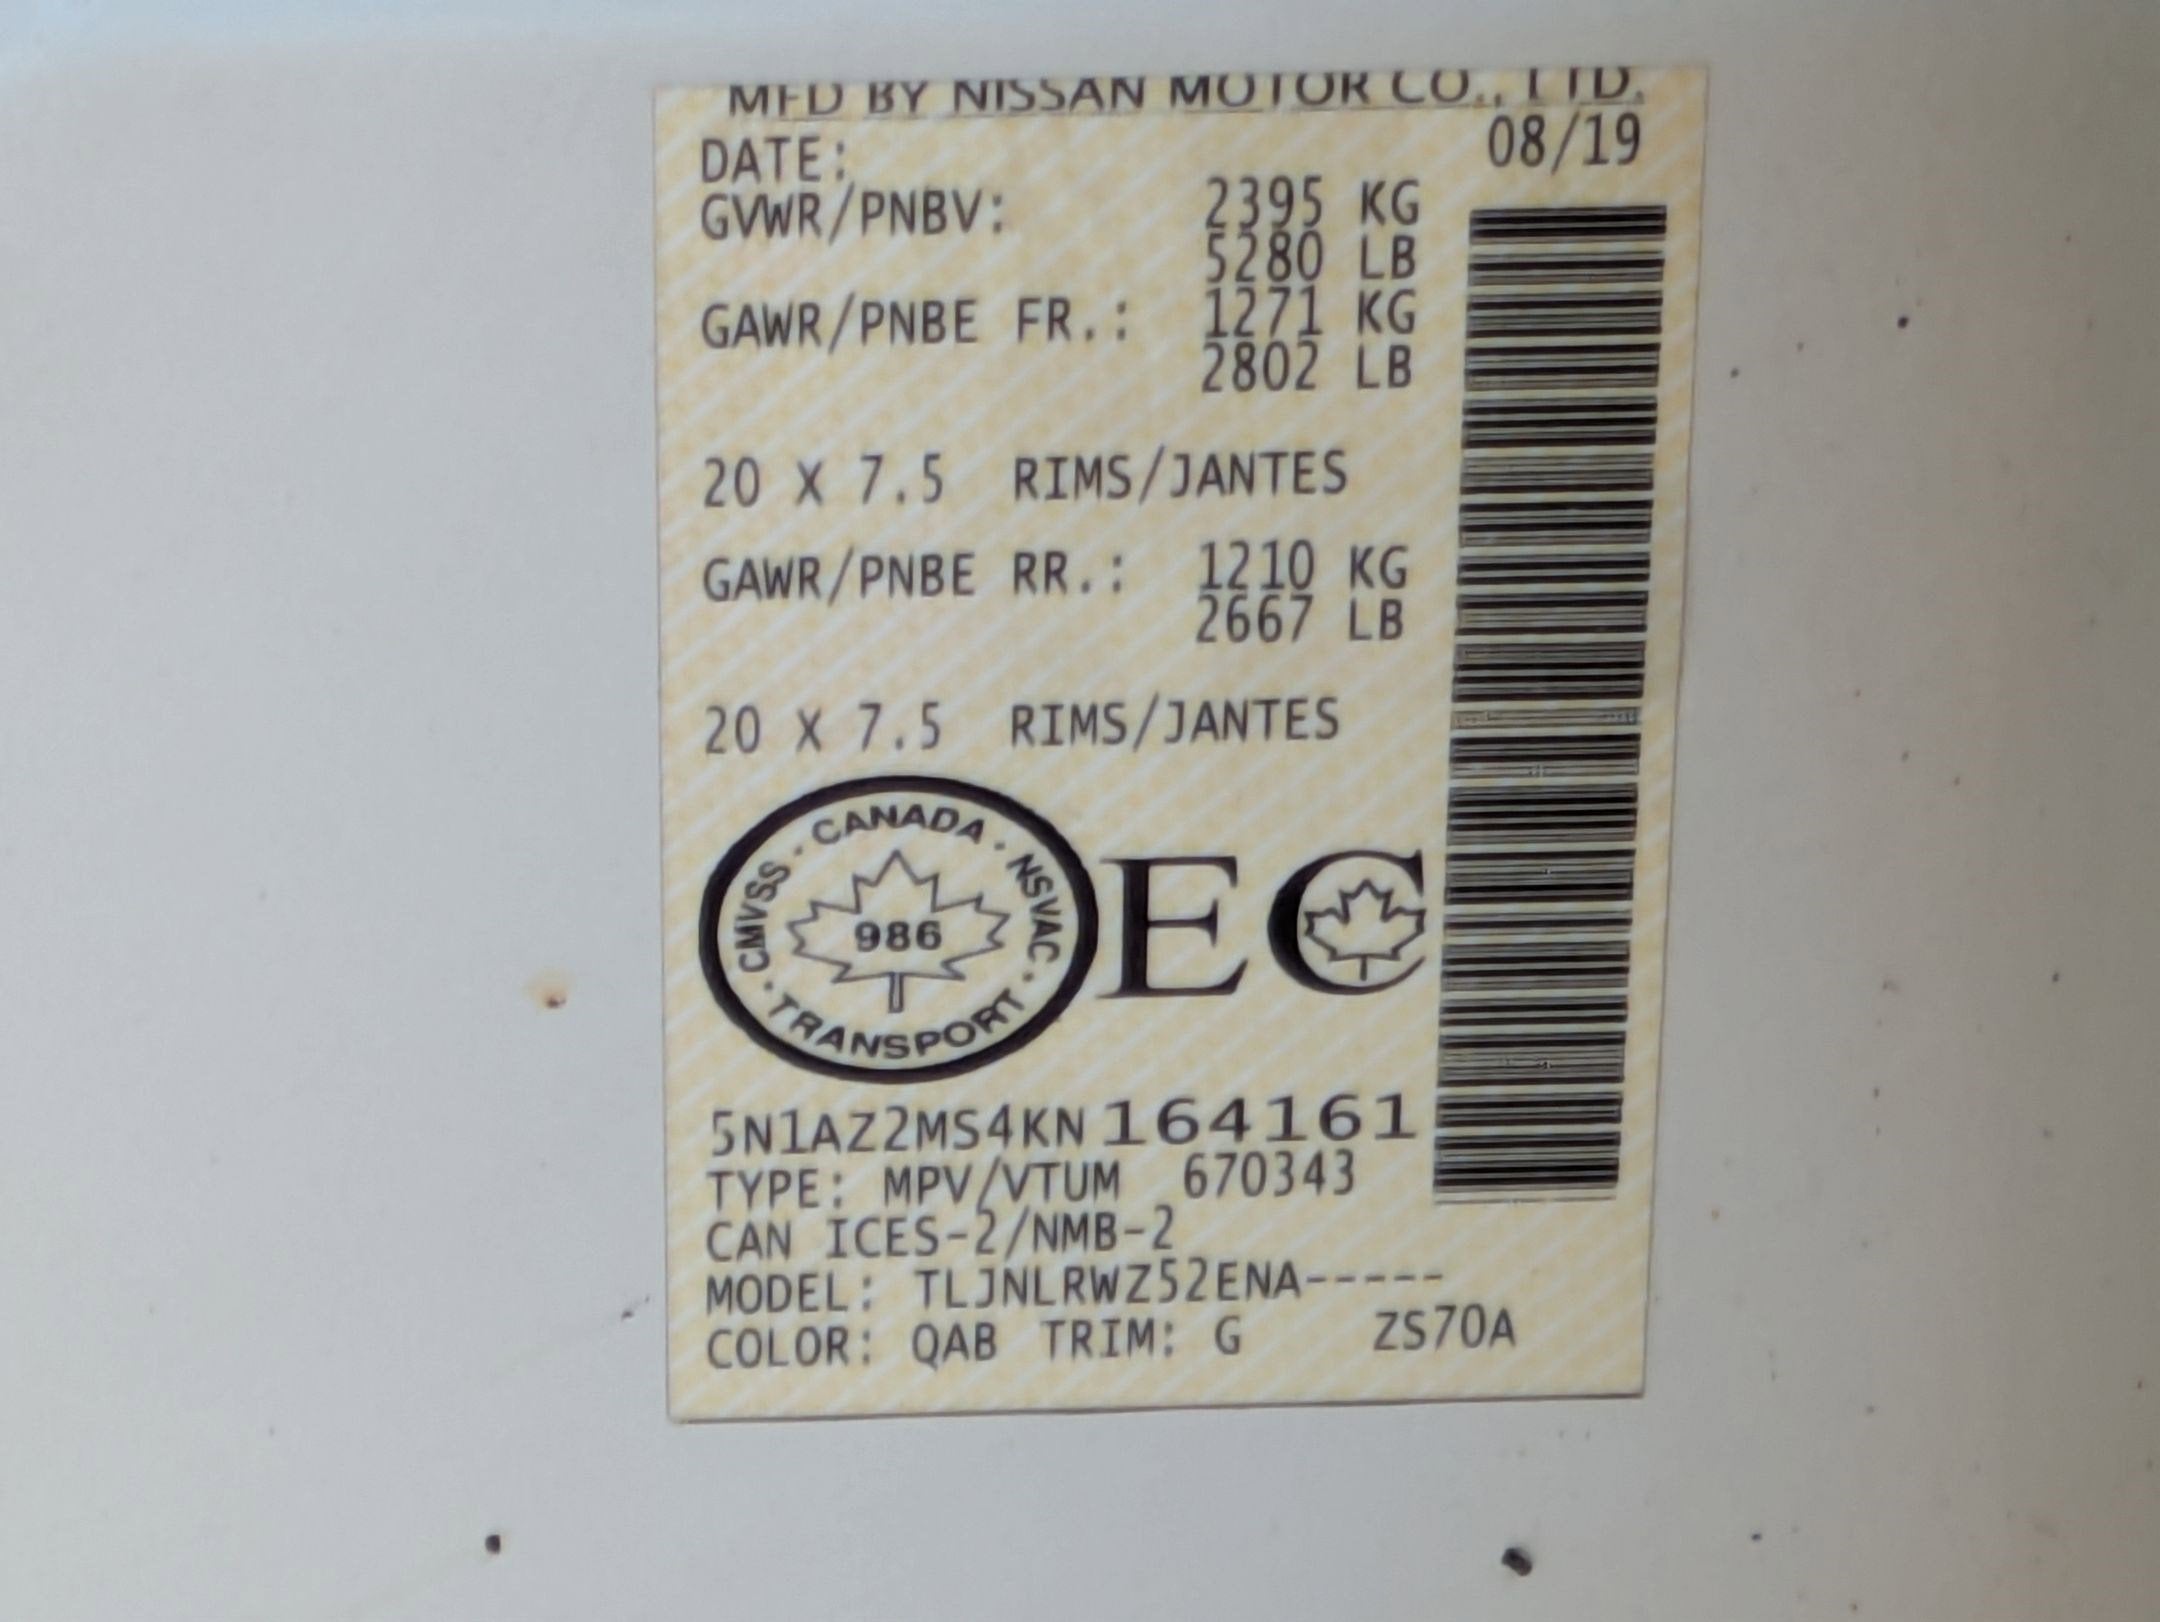 MFD BY NISSAN MOTOR CO., LTD.
DATE: 08/19
GVWR/PNBV: 2395 KG
5280 LB
GAWR/PNBE FR.: 1271 KG
2802 LB
20 X 7.5 RIMS/JANTES
GAWR/PNBE RR.: 1210 KG
2667 LB
20 X 7.5 RIMS/JANTES
CANADA · NSVAC · TRANSPORT · CMVSS ·
986
EC
5N1AZ2MS4KN164161
TYPE: MPV/VTUM 670343
CAN ICES-2/NMB-2
MODEL: TLJNLRWZ52ENA-----
COLOR: QAB TRIM: G ZS70A